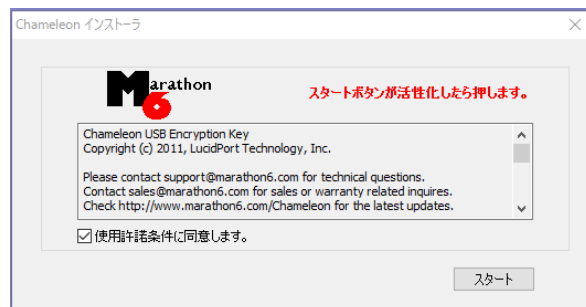 Chameleon インストーラ
Marathon
6
スタートボタンが活性化したら押します。
Chameleon USB Encryption Key
Copyright (c) 2011, LucidPort Technology, Inc.
Please contact support@marathon6.com for technical questions.
Contact sales@marathon6.com for sales or warranty related inquires.
Check http://www.marathon6.com/Chameleon for the latest updates.
使用許諾条件に同意します。
スタート